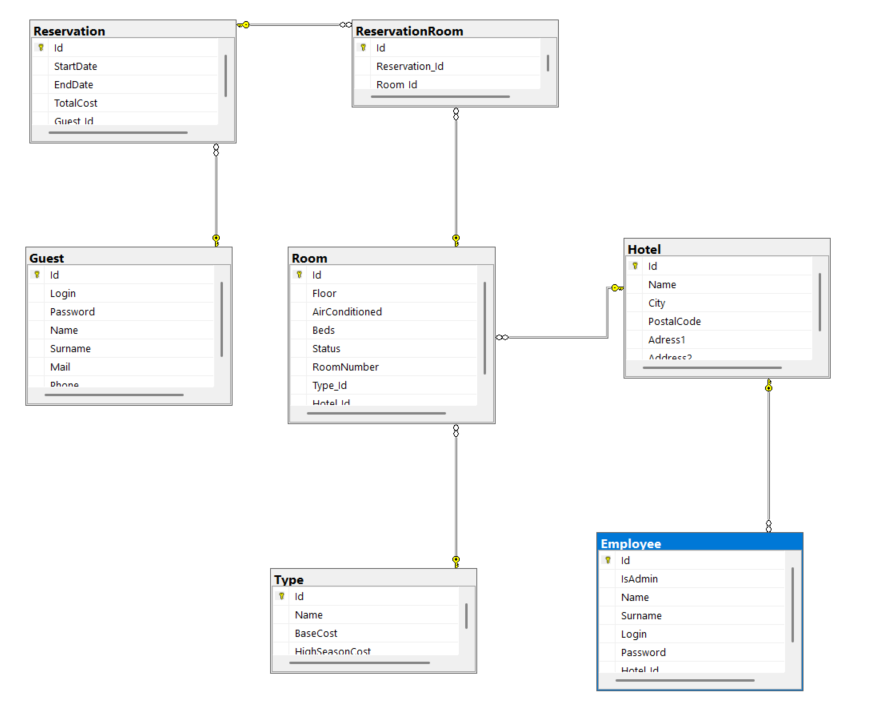 Reservation
Id
StartDate
EndDate
TotalCost
Guest_Id
ReservationRoom
Id
Reservation_Id
Room_Id
Guest
Id
Login
Password
Name
Surname
Mail
Phone
Room
Id
Floor
AirConditioned
Beds
Status
RoomNumber
Type_Id
Hotel_Id
Hotel
Id
Name
City
PostalCode
Adress1
Address2
Type
Id
Name
BaseCost
HighSeasonCost
Employee
Id
IsAdmin
Name
Surname
Login
Password
Hotel_Id